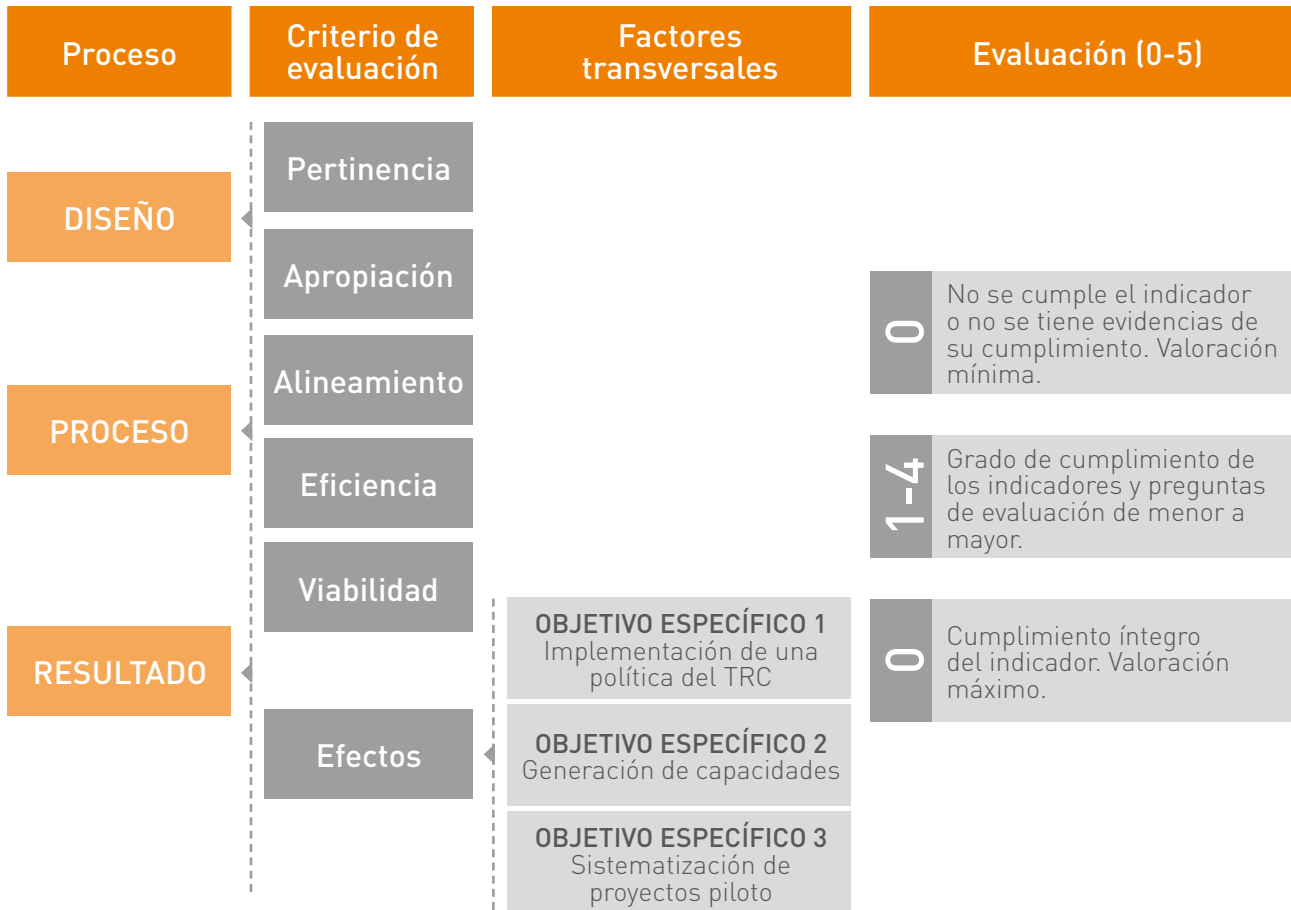 Proceso
Criterio de
evaluación
Factores
transversales
Evaluación (0-5)
DISEÑO
PROCESO
RESULTADO
Pertinencia
Apropiación
Alineamiento
Eficiencia
Viabilidad
Efectos
OBJETIVO ESPECÍFICO 1
Implementación de una
política del TRC
OBJETIVO ESPECÍFICO 2
Generación de capacidades
OBJETIVO ESPECÍFICO 3
Sistematización de
proyectos piloto
0
No se cumple el indicador
o no se tiene evidencias de
su cumplimiento. Valoración
mínima.
1-4
Grado de cumplimiento de
los indicadores y preguntas
de evaluación de menor a
mayor.
0
Cumplimiento íntegro
del indicador. Valoración
máximo.